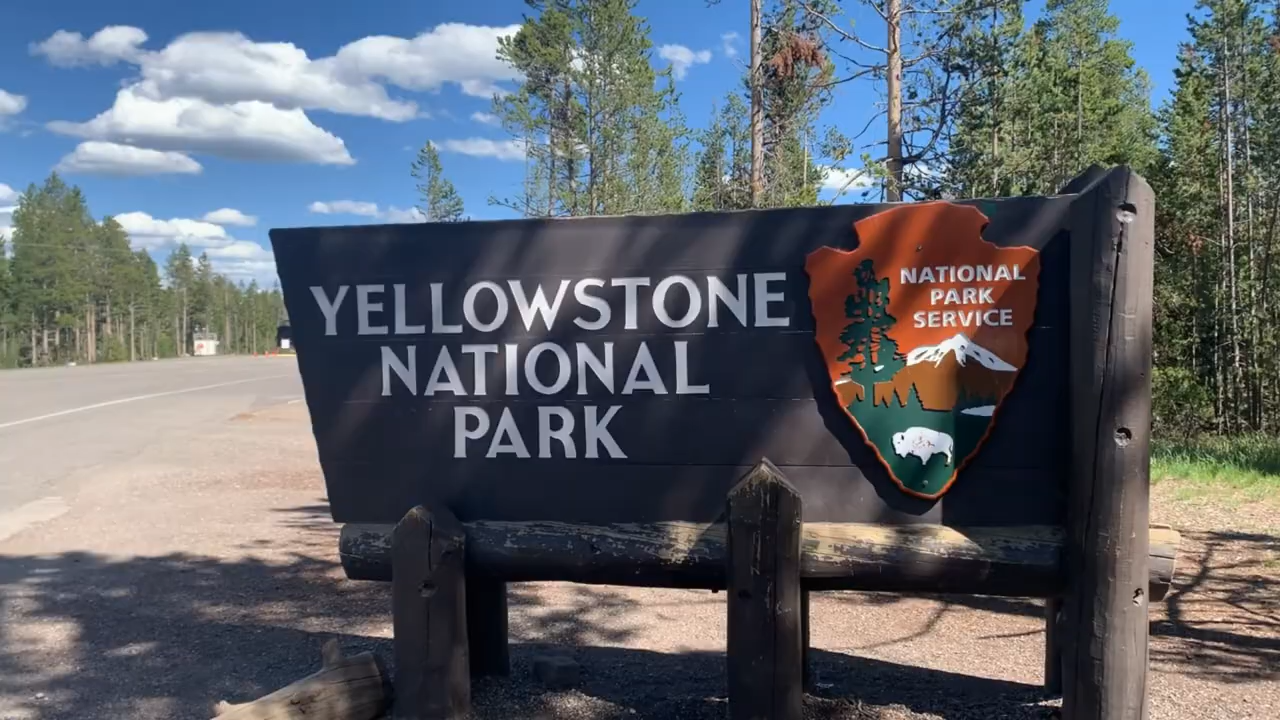 YELLOWSTONE
NATIONAL
PARK
NATIONAL
PARK
SERVICE